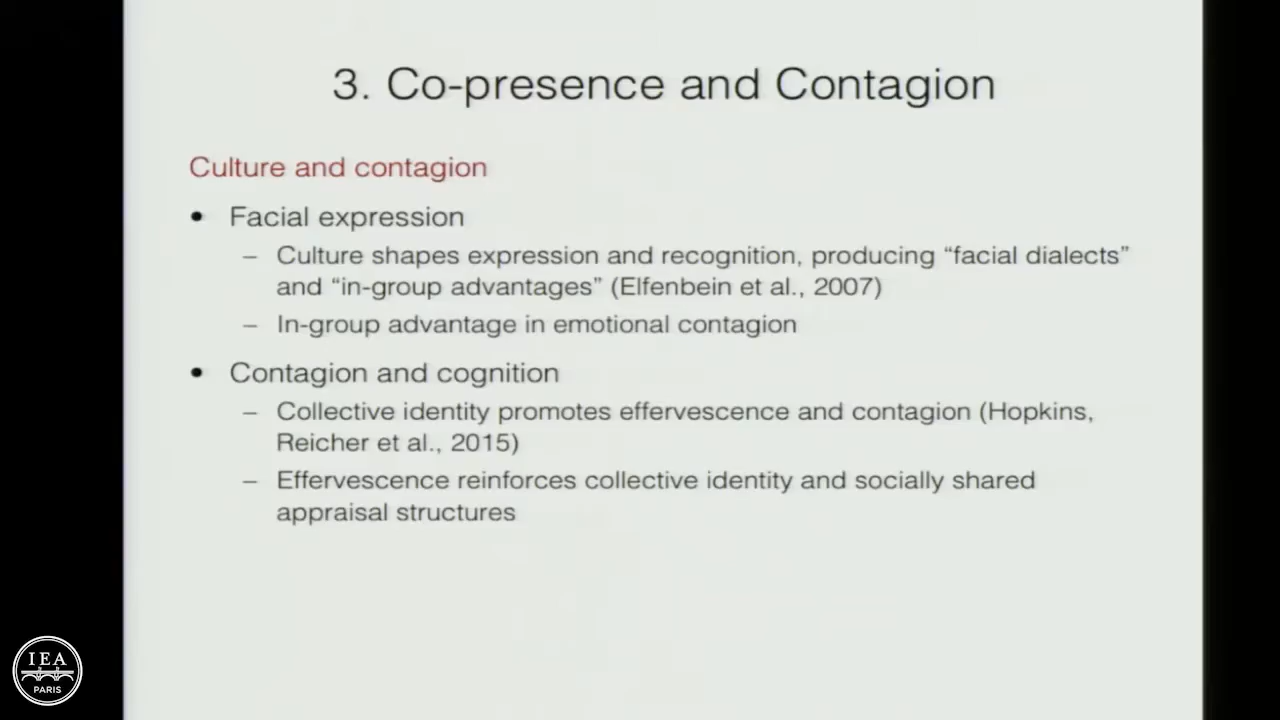 3. Co-presence and Contagion
Culture and contagion
• Facial expression
– Culture shapes expression and recognition, producing “facial dialects”
and “in-group advantages” (Elfenbein et al., 2007)
– In-group advantage in emotional contagion
• Contagion and cognition
– Collective identity promotes effervescence and contagion (Hopkins,
Reicher et al., 2015)
– Effervescence reinforces collective identity and socially shared
appraisal structures
IEA
PARIS